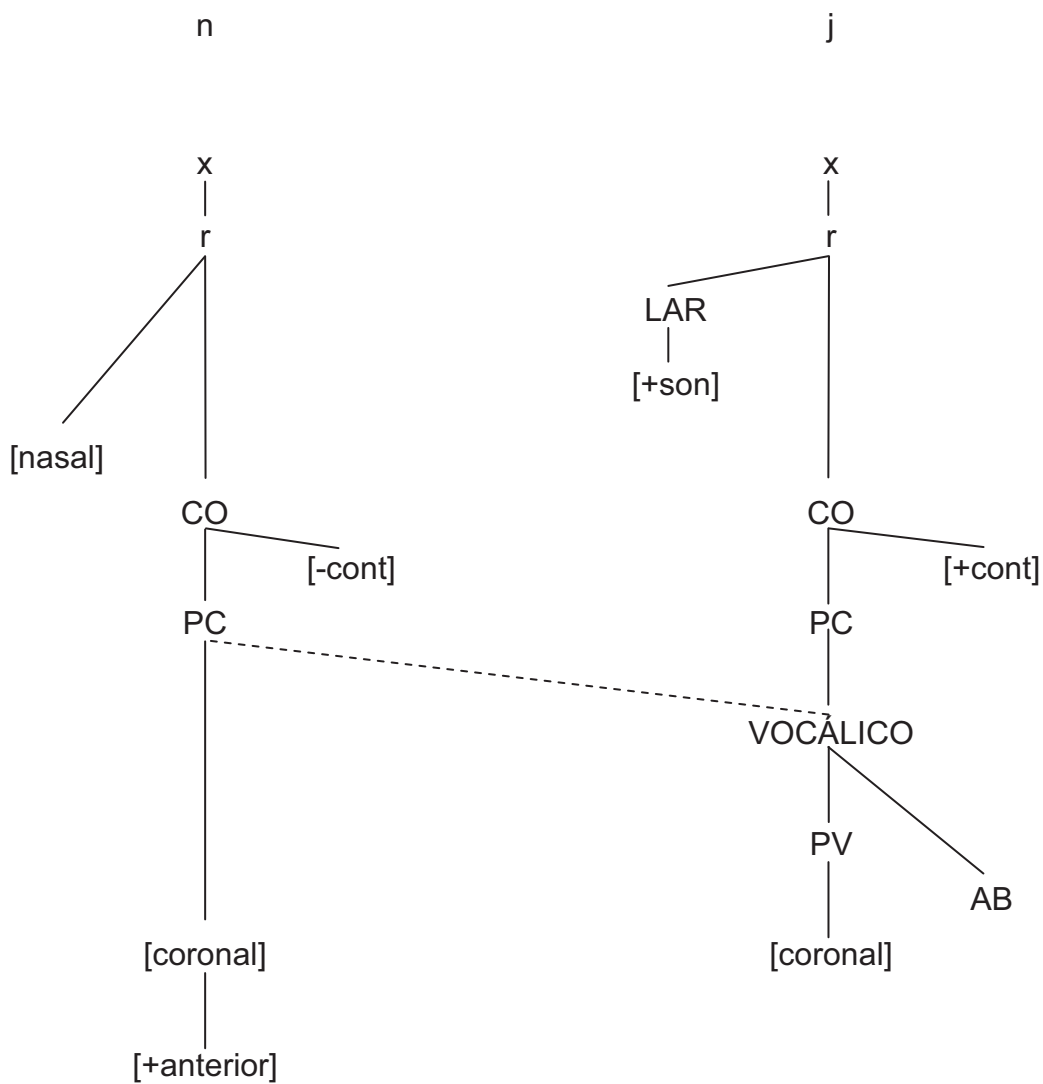 n j
x x
r r
LAR
[+son]
[nasal]
CO CO
[-cont] [+cont]
PC PC
VOCÁLICO
PV
AB
[coronal] [coronal]
[+anterior]